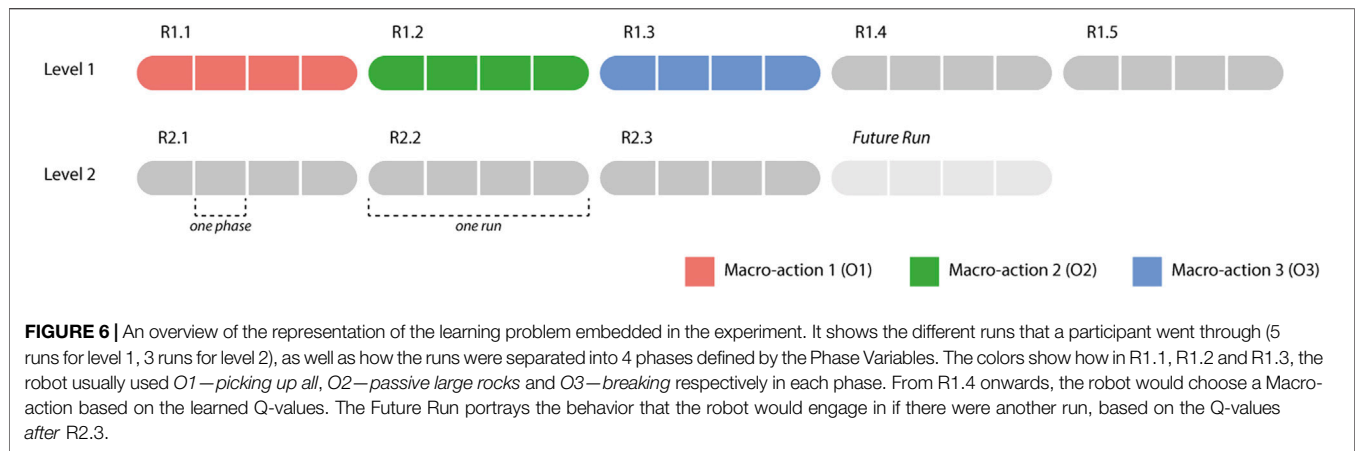 R1.1 R1.2 R1.3 R1.4 R1.5
Level 1
R2.1 R2.2 R2.3 Future Run
Level 2
one phase one run
Macro-action 1 (O1) Macro-action 2 (O2) Macro-action 3 (O3)
FIGURE 6 | An overview of the representation of the learning problem embedded in the experiment. It shows the different runs that a participant went through (5
runs for level 1, 3 runs for level 2), as well as how the runs were separated into 4 phases defined by the Phase Variables. The colors show how in R1.1, R1.2 and R1.3, the
robot usually used O1—picking up all, O2—passive large rocks and O3—breaking respectively in each phase. From R1.4 onwards, the robot would choose a Macro-
action based on the learned Q-values. The Future Run portrays the behavior that the robot would engage in if there were another run, based on the Q-values
after R2.3.